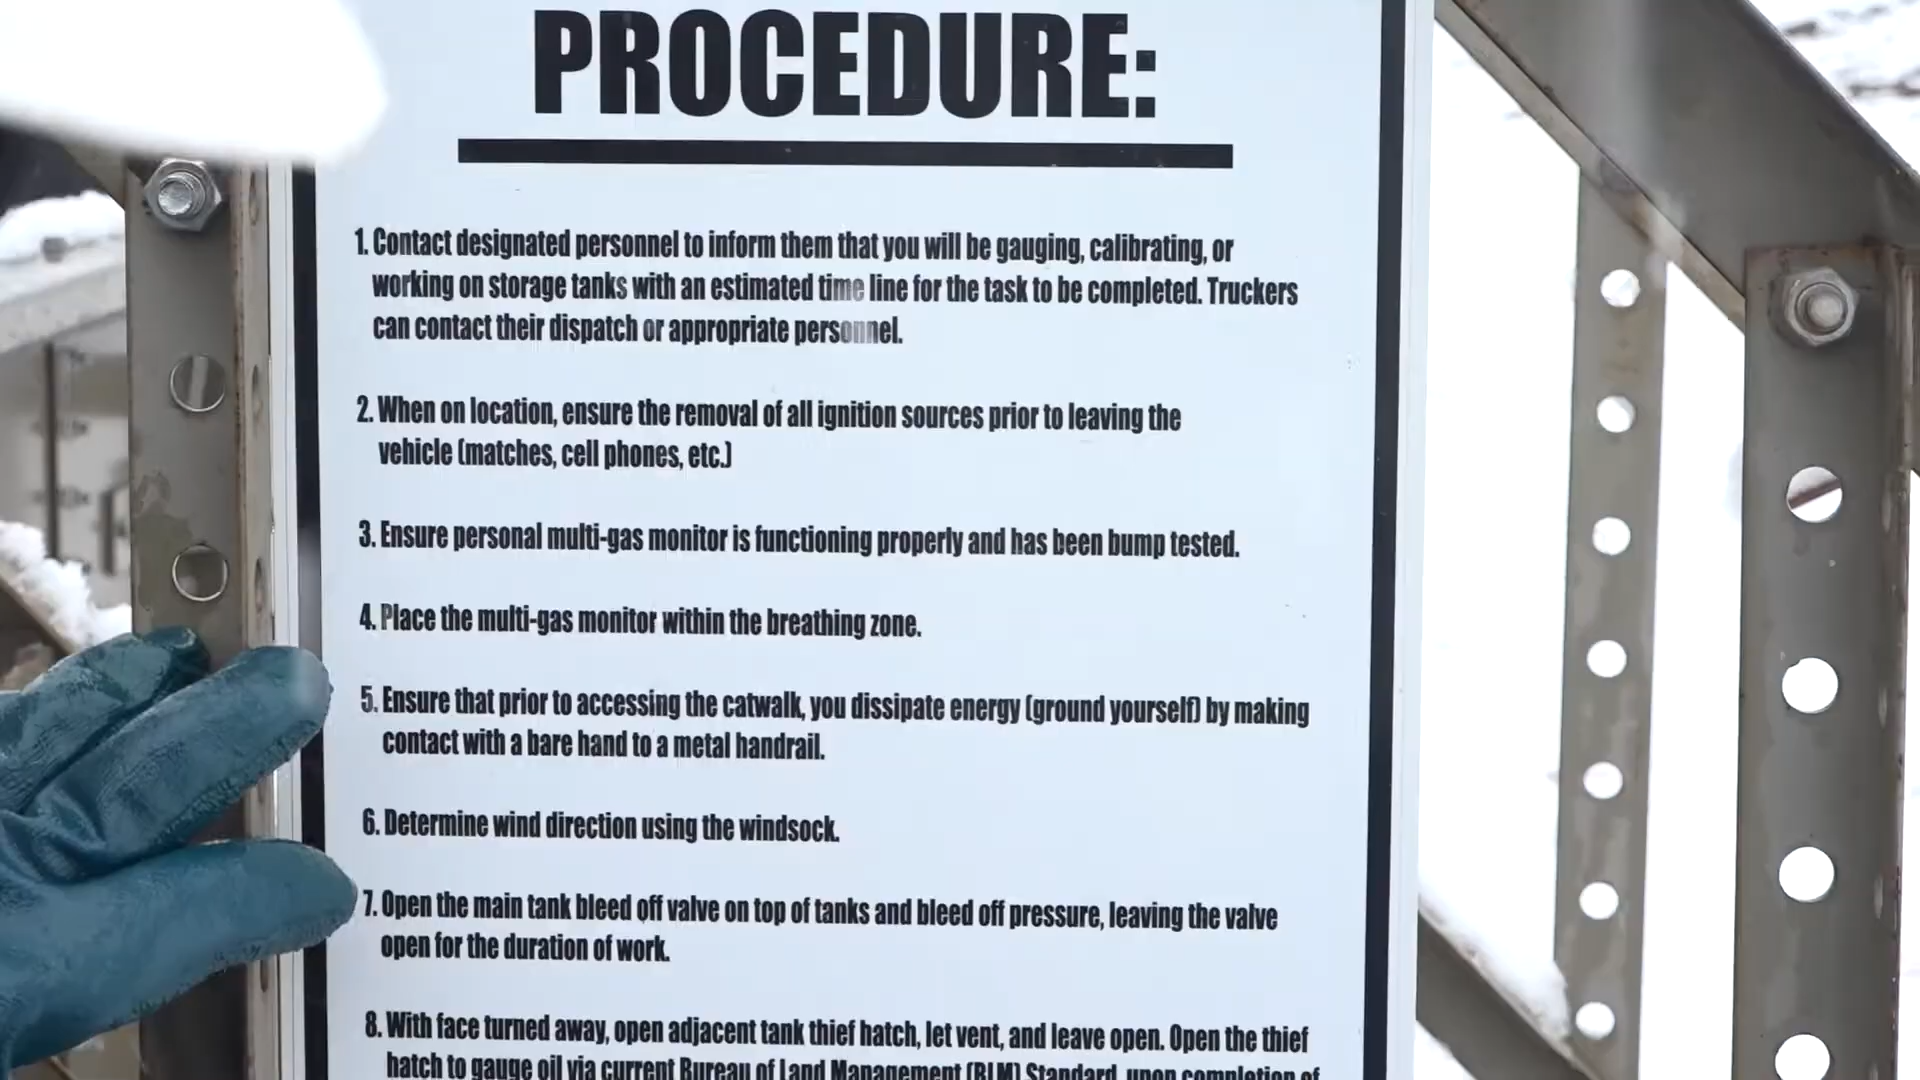 PROCEDURE:
1. Contact designated personnel to inform them that you will be gauging, calibrating, or
working on storage tanks with an estimated time line for the task to be completed. Truckers
can contact their dispatch or appropriate personnel.
2. When on location, ensure the removal of all ignition sources prior to leaving the
vehicle (matches, cell phones, etc.)
3. Ensure personal multi-gas monitor is functioning properly and has been bump tested.
4. Place the multi-gas monitor within the breathing zone.
5. Ensure that prior to accessing the catwalk, you dissipate energy (ground yourself) by making
contact with a bare hand to a metal handrail.
6. Determine wind direction using the windsock.
7. Open the main tank bleed off valve on top of tanks and bleed off pressure, leaving the valve
open for the duration of work.
8. With face turned away, open adjacent tank thief hatch, let vent, and leave open. Open the thief
hatch to gauge oil via current Bureau of Land Management (BLM) Standard, upon completion of